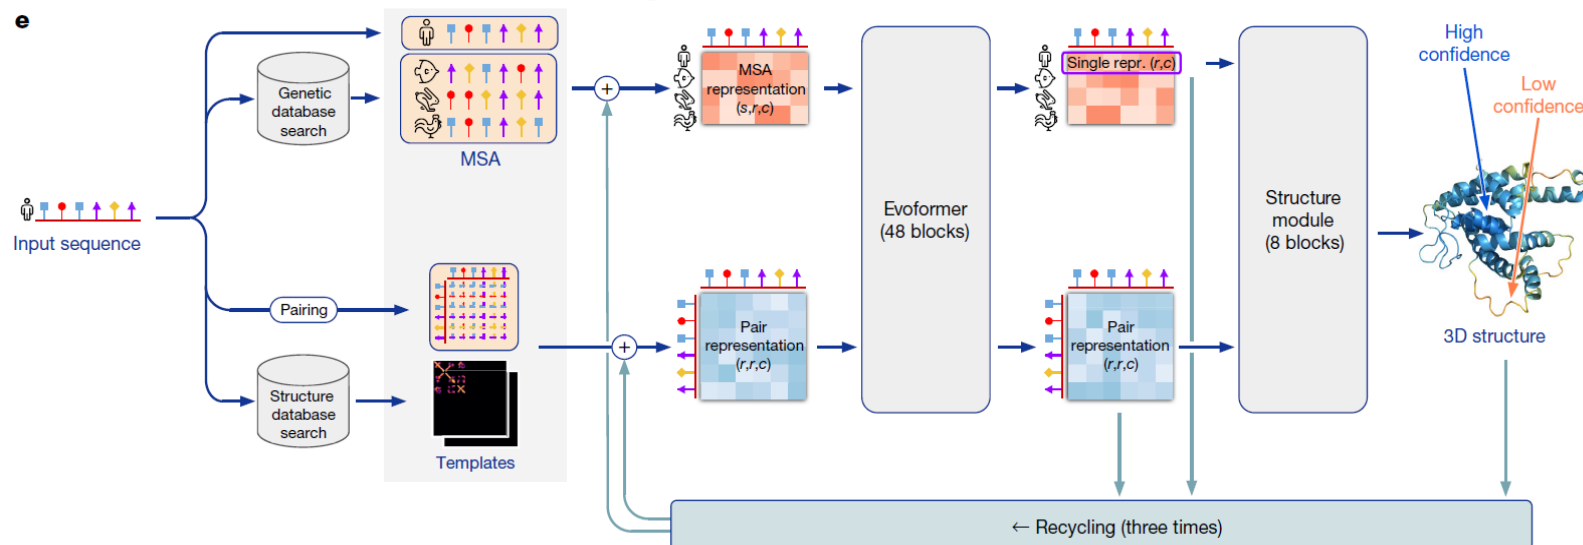 e
Genetic
database
search
MSA
Input sequence
Pairing
Structure
database
search
Templates
+
+
MSA
representation
(s,r,c)
Pair
representation
(r,r,c)
Evoformer
(48 blocks)
Single repr. (r,c)
Pair
representation
(r,r,c)
Structure
module
(8 blocks)
High
confidence
Low
confidence
3D structure
← Recycling (three times)